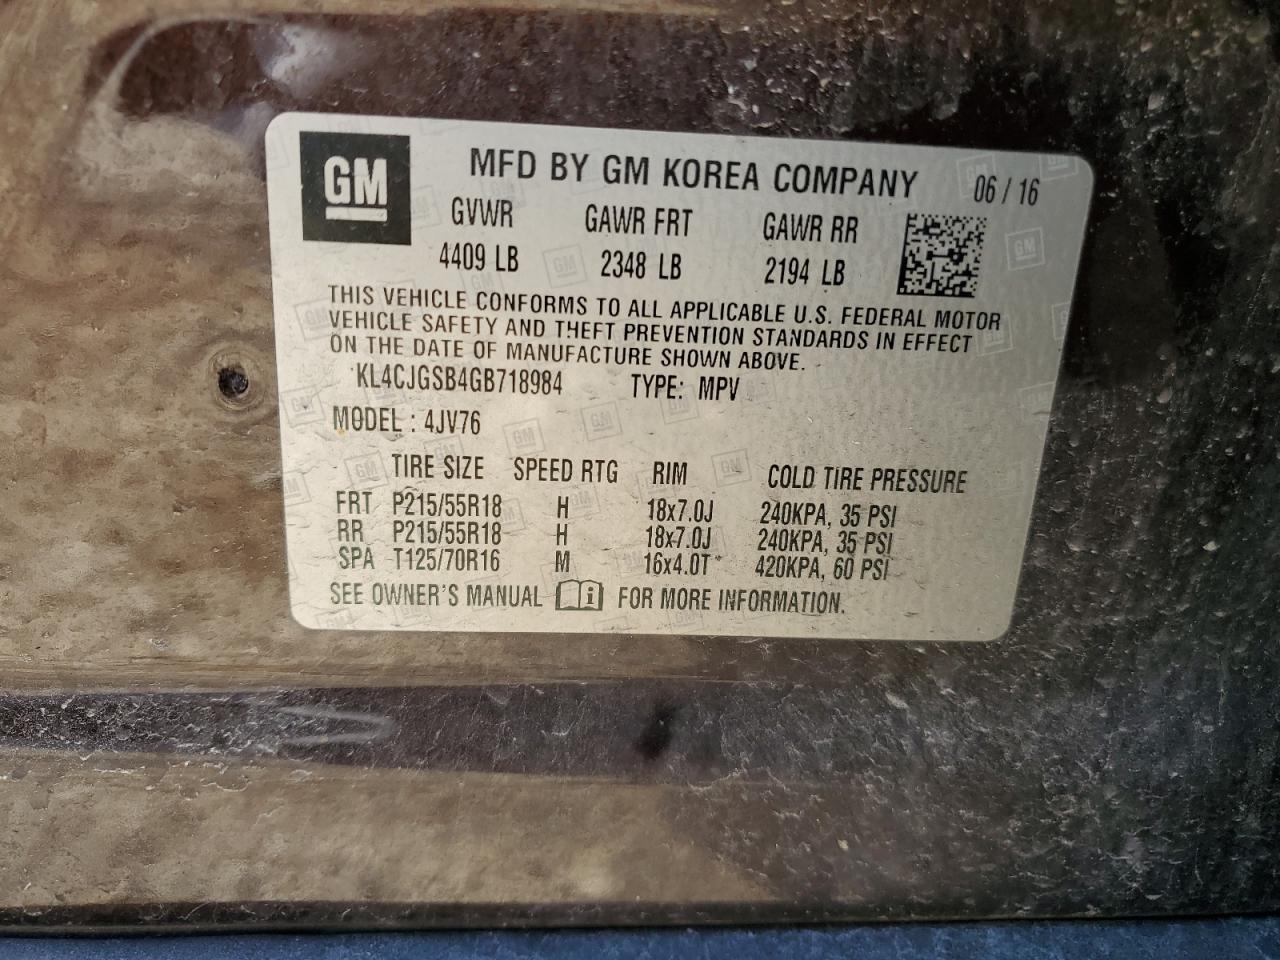 GM
MFD BY GM KOREA COMPANY 06 / 16
GVWR GAWR FRT GAWR RR
4409 LB 2348 LB 2194 LB
THIS VEHICLE CONFORMS TO ALL APPLICABLE U.S. FEDERAL MOTOR
VEHICLE SAFETY AND THEFT PREVENTION STANDARDS IN EFFECT
ON THE DATE OF MANUFACTURE SHOWN ABOVE.
KL4CJGSB4GB718984 TYPE: MPV
MODEL : 4JV76
TIRE SIZE SPEED RTG RIM COLD TIRE PRESSURE
FRT P215/55R18 H 18x7.0J 240KPA, 35 PSI
RR P215/55R18 H 18x7.0J 240KPA, 35 PSI
SPA T125/70R16 M 16x4.0T 420KPA, 60 PSI
SEE OWNER'S MANUAL i FOR MORE INFORMATION.